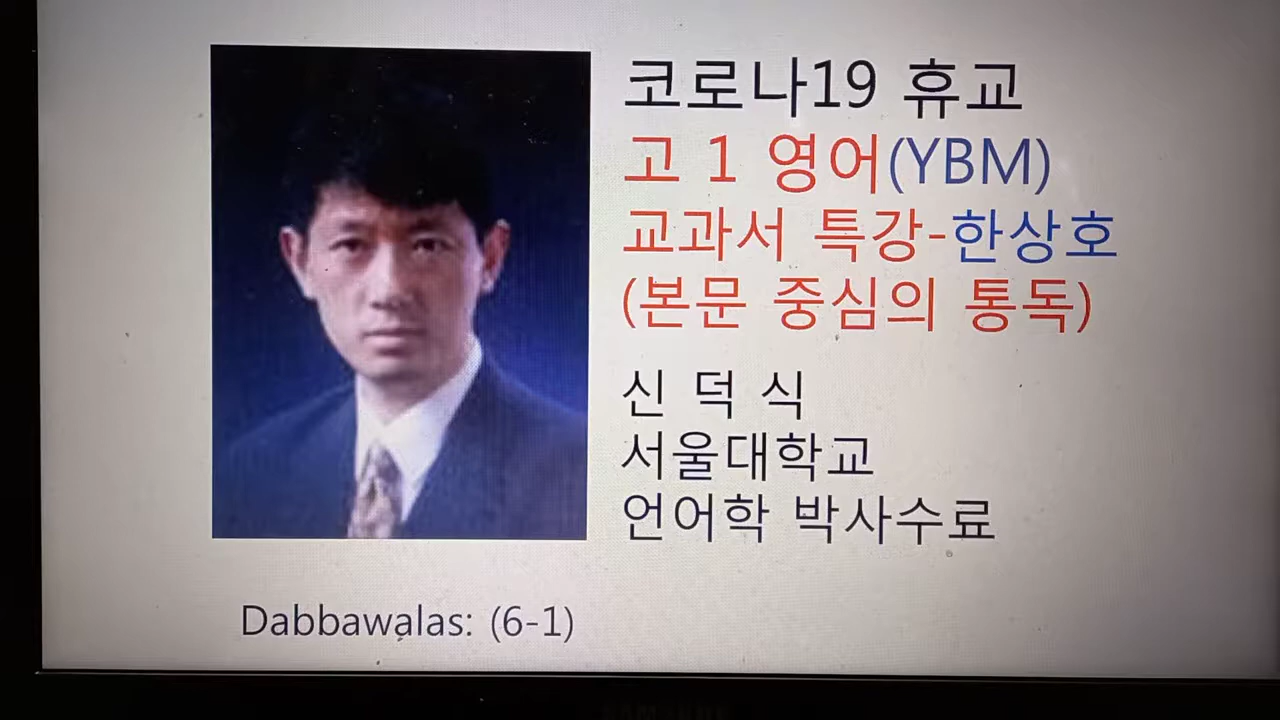 코로나19 휴교
고 1 영어(YBM)
교과서 특강-한상호
(본문 중심의 통독)
신 덕 식
서울대학교
언어학 박사수료
Dabbawalas: (6-1)